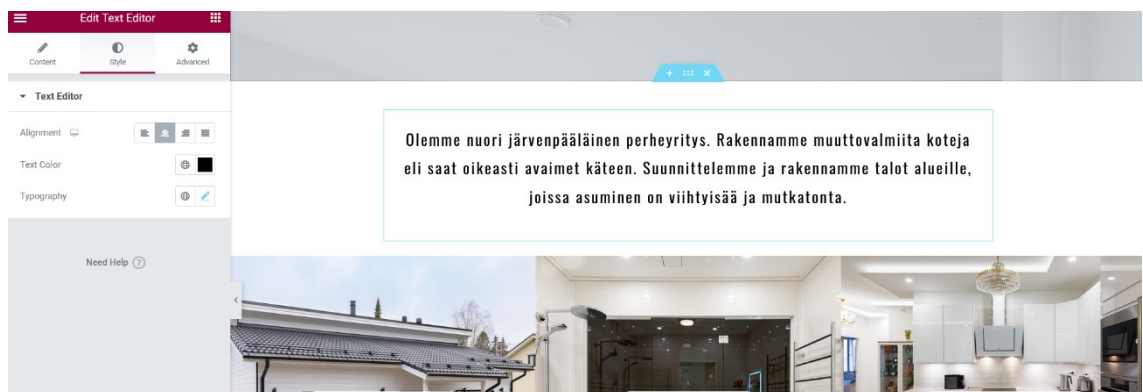 Edit Text Editor
Content
Style
Advanced
Text Editor
Alignment
Text Color
Typography
Need Help ?
Olemme nuori järvenpääläinen perheyritys. Rakennamme muuttovalmiita koteja
eli saat oikeasti avaimet käteen. Suunnittelemme ja rakennamme talot alueille,
joissa asuminen on viihtyisää ja mutkatonta.